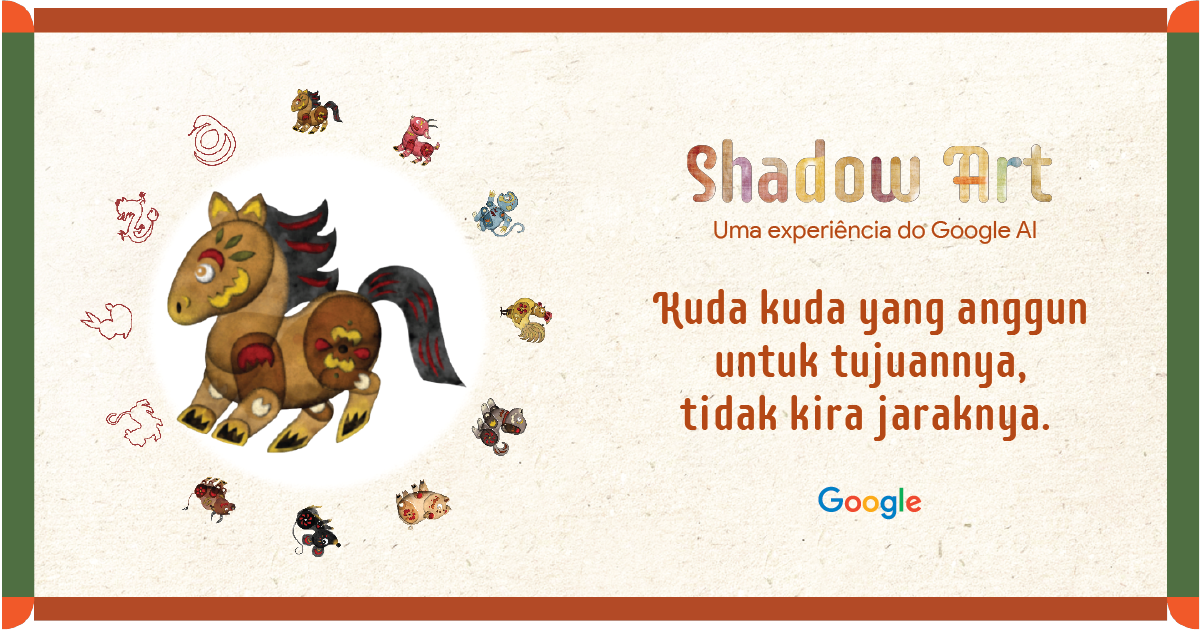 Shadow Art
Uma experiência do Google AI
Kuda kuda yang anggun
untuk tujuannya,
tidak kira jaraknya.
Google